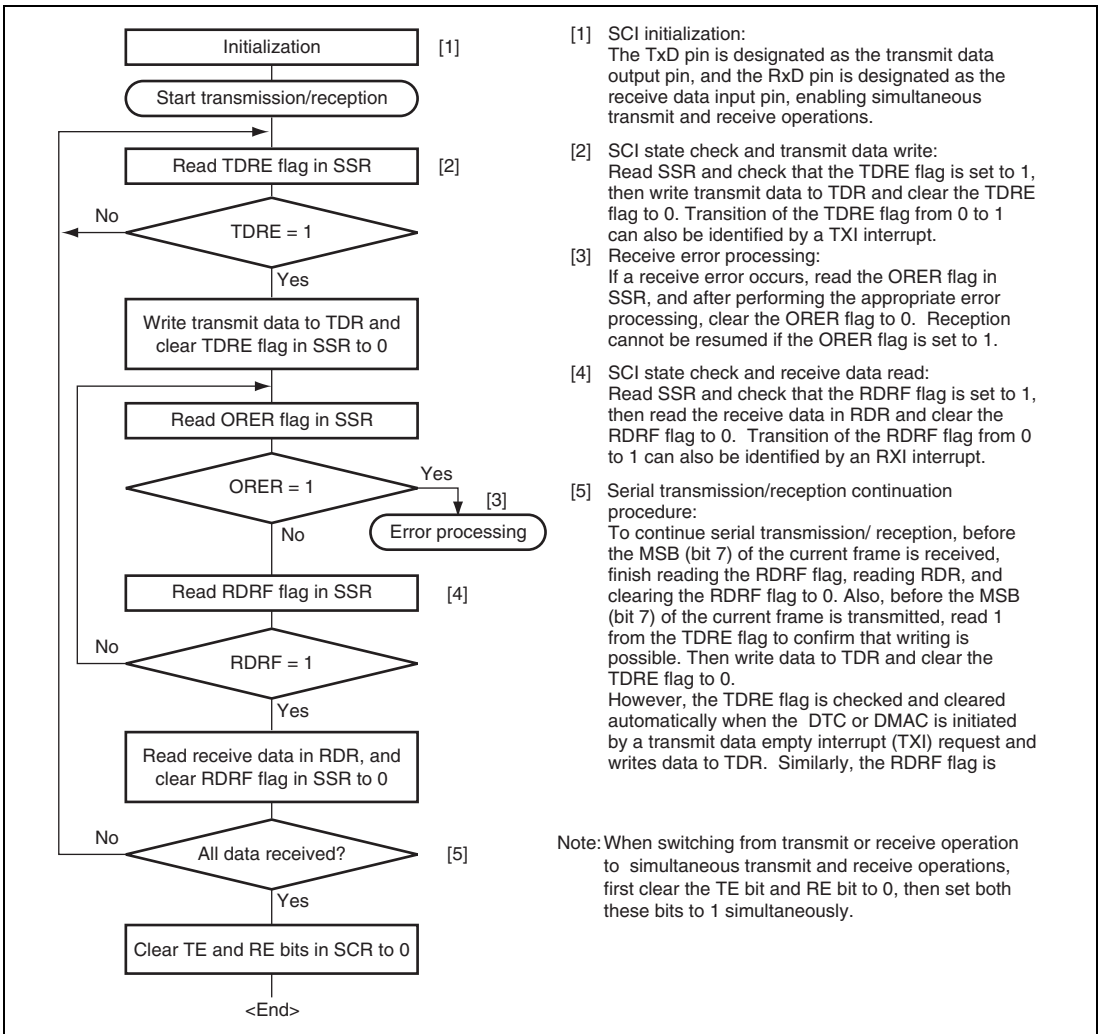 Initialization [1]
Start transmission/reception
Read TDRE flag in SSR [2]
No
TDRE = 1
Yes
Write transmit data to TDR and
clear TDRE flag in SSR to 0
Read ORER flag in SSR
Yes
ORER = 1
[3]
Error processing
No
Read RDRF flag in SSR [4]
No
RDRF = 1
Yes
Read receive data in RDR, and
clear RDRF flag in SSR to 0
No
All data received? [5]
Yes
Clear TE and RE bits in SCR to 0
<End>
[1] SCI initialization:
The TxD pin is designated as the transmit data
output pin, and the RxD pin is designated as the
receive data input pin, enabling simultaneous
transmit and receive operations.
[2] SCI state check and transmit data write:
Read SSR and check that the TDRE flag is set to 1,
then write transmit data to TDR and clear the TDRE
flag to 0. Transition of the TDRE flag from 0 to 1
can also be identified by a TXI interrupt.
[3] Receive error processing:
If a receive error occurs, read the ORER flag in
SSR, and after performing the appropriate error
processing, clear the ORER flag to 0. Reception
cannot be resumed if the ORER flag is set to 1.
[4] SCI state check and receive data read:
Read SSR and check that the RDRF flag is set to 1,
then read the receive data in RDR and clear the
RDRF flag to 0. Transition of the RDRF flag from 0
to 1 can also be identified by an RXI interrupt.
[5] Serial transmission/reception continuation
procedure:
To continue serial transmission/ reception, before
the MSB (bit 7) of the current frame is received,
finish reading the RDRF flag, reading RDR, and
clearing the RDRF flag to 0. Also, before the MSB
(bit 7) of the current frame is transmitted, read 1
from the TDRE flag to confirm that writing is
possible. Then write data to TDR and clear the
TDRE flag to 0.
However, the TDRE flag is checked and cleared
automatically when the DTC or DMAC is initiated
by a transmit data empty interrupt (TXI) request and
writes data to TDR. Similarly, the RDRF flag is
Note: When switching from transmit or receive operation
to simultaneous transmit and receive operations,
first clear the TE bit and RE bit to 0, then set both
these bits to 1 simultaneously.